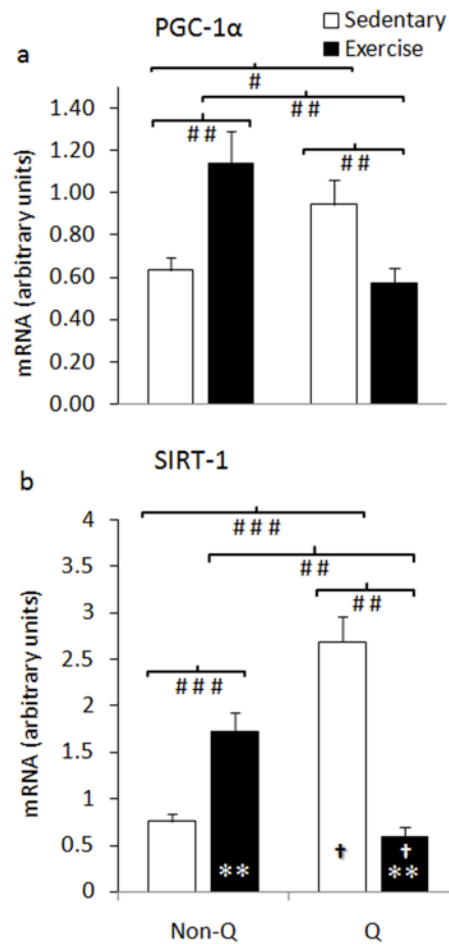 PGC-1α
Sedentary
Exercise
a
#
# #
# #
# #
1.40
1.20
1.00
0.80
0.60
0.40
0.20
0.00
mRNA (arbitrary units)
SIRT-1
b
# # #
# #
# #
# # #
4
3.5
3
2.5
2
1.5
1
0.5
0
mRNA (arbitrary units)
✝ ✝
** **
Non-Q Q